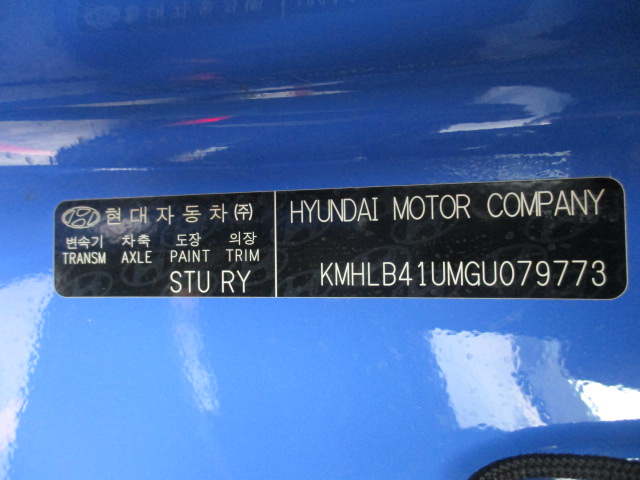 현대자동차㈜
변속기 차축 도장 의장
TRANSM AXLE PAINT TRIM
STU RY
HYUNDAI MOTOR COMPANY
KMHLB41UMGU079773